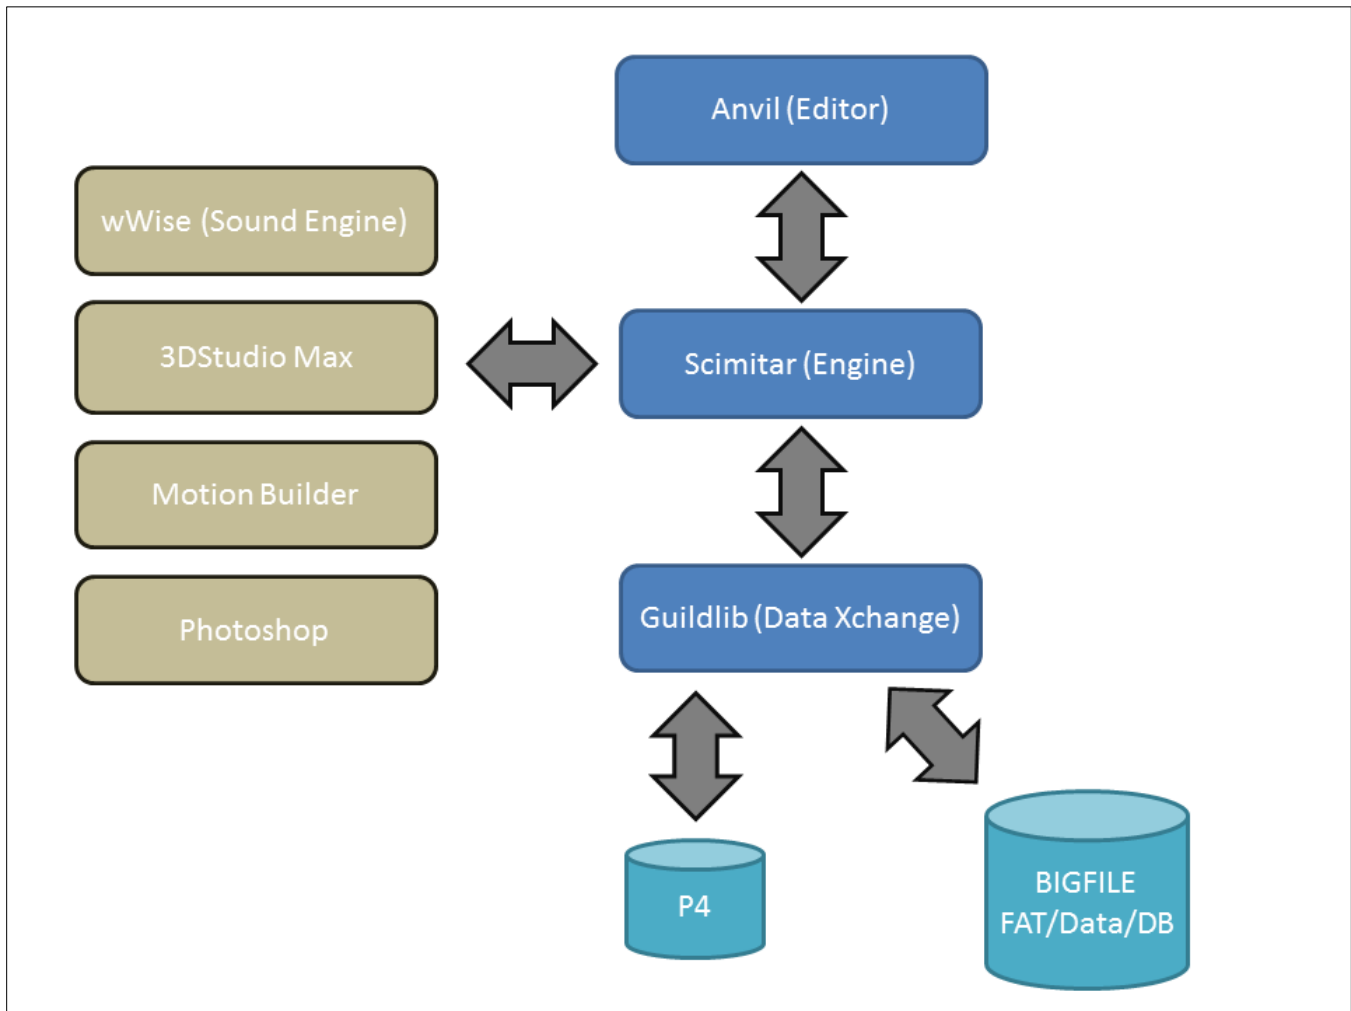 Anvil (Editor)
wWise (Sound Engine)
3DStudio Max
Scimitar (Engine)
Motion Builder
Guildlib (Data Xchange)
Photoshop
P4
BIGFILE
FAT/Data/DB